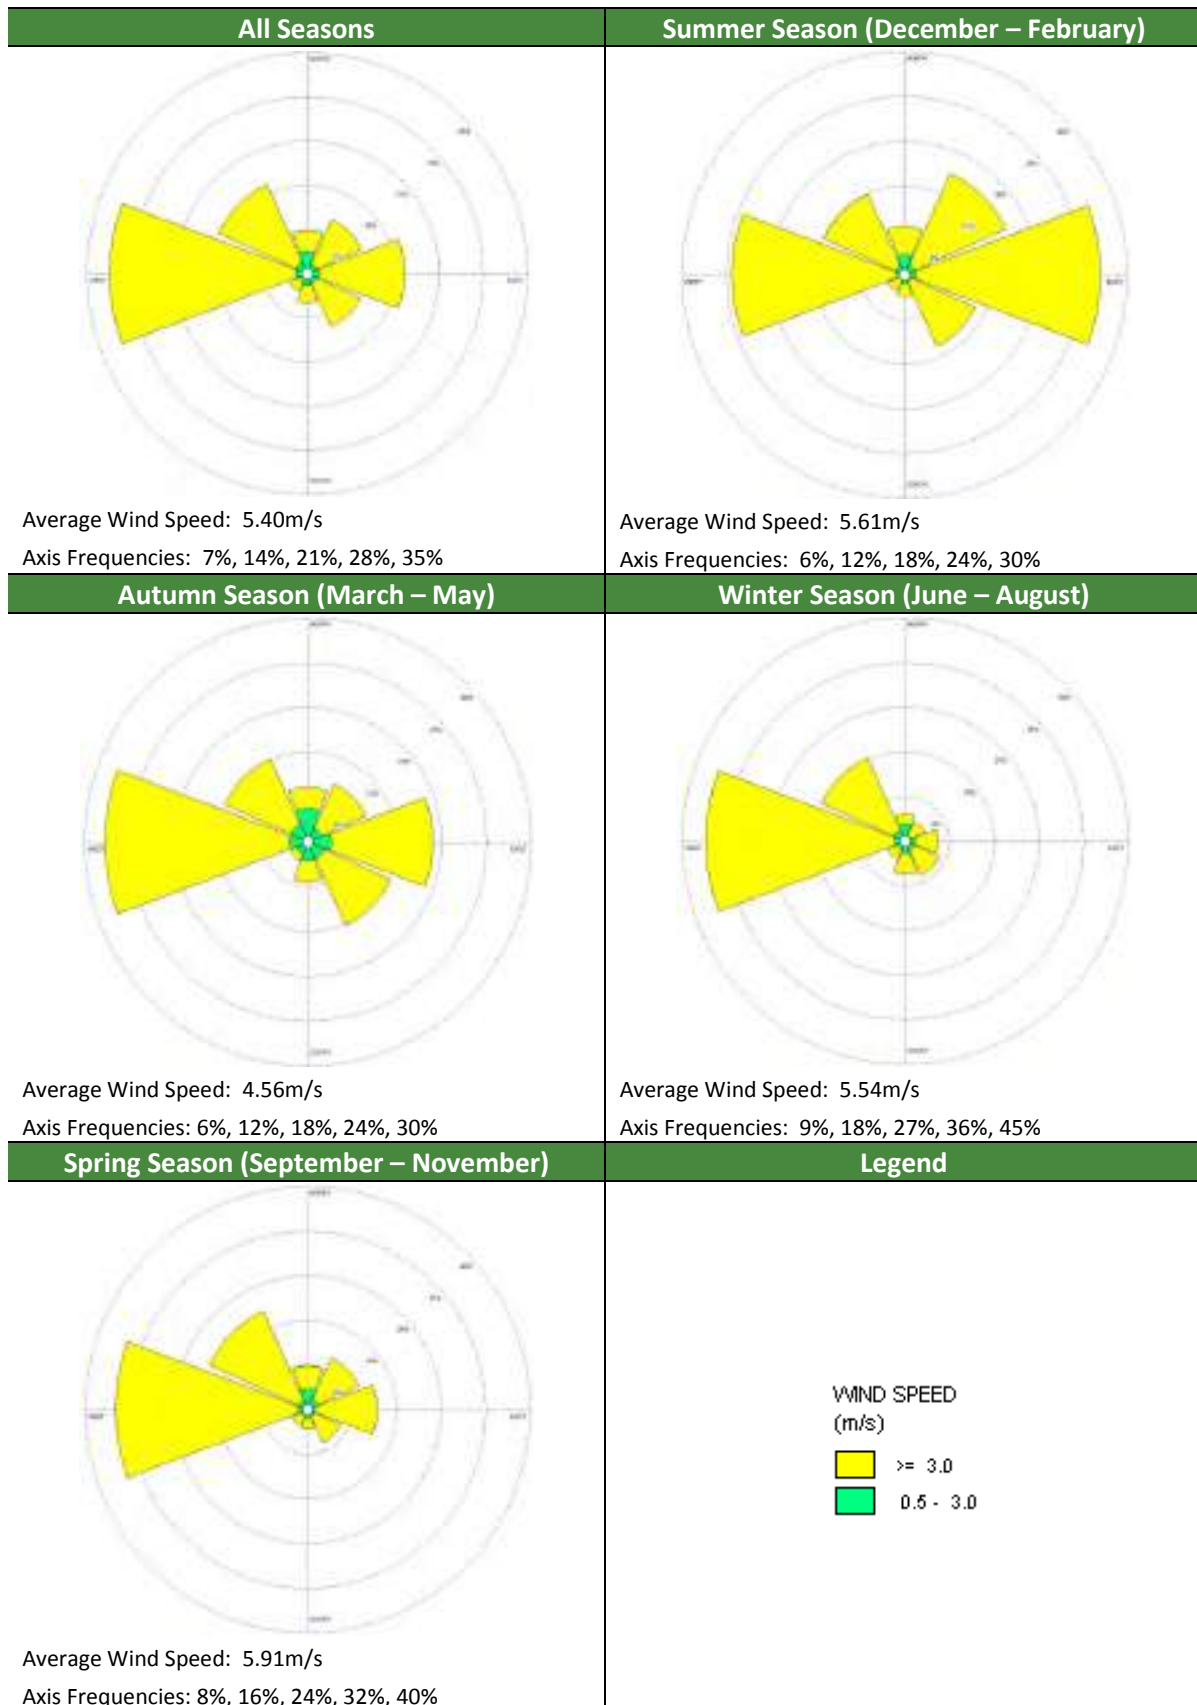 All Seasons
Summer Season (December – February)
Average Wind Speed:  5.40m/s
Axis Frequencies:  7%, 14%, 21%, 28%, 35%
Average Wind Speed:  5.61m/s
Axis Frequencies:  6%, 12%, 18%, 24%, 30%
Autumn Season (March – May)
Winter Season (June – August)
Average Wind Speed:  4.56m/s
Axis Frequencies: 6%, 12%, 18%, 24%, 30%
Average Wind Speed:  5.54m/s
Axis Frequencies:  9%, 18%, 27%, 36%, 45%
Spring Season (September – November)
Legend
WIND SPEED
(m/s)
>= 3.0
0.5 - 3.0
Average Wind Speed:  5.91m/s
Axis Frequencies: 8%, 16%, 24%, 32%, 40%